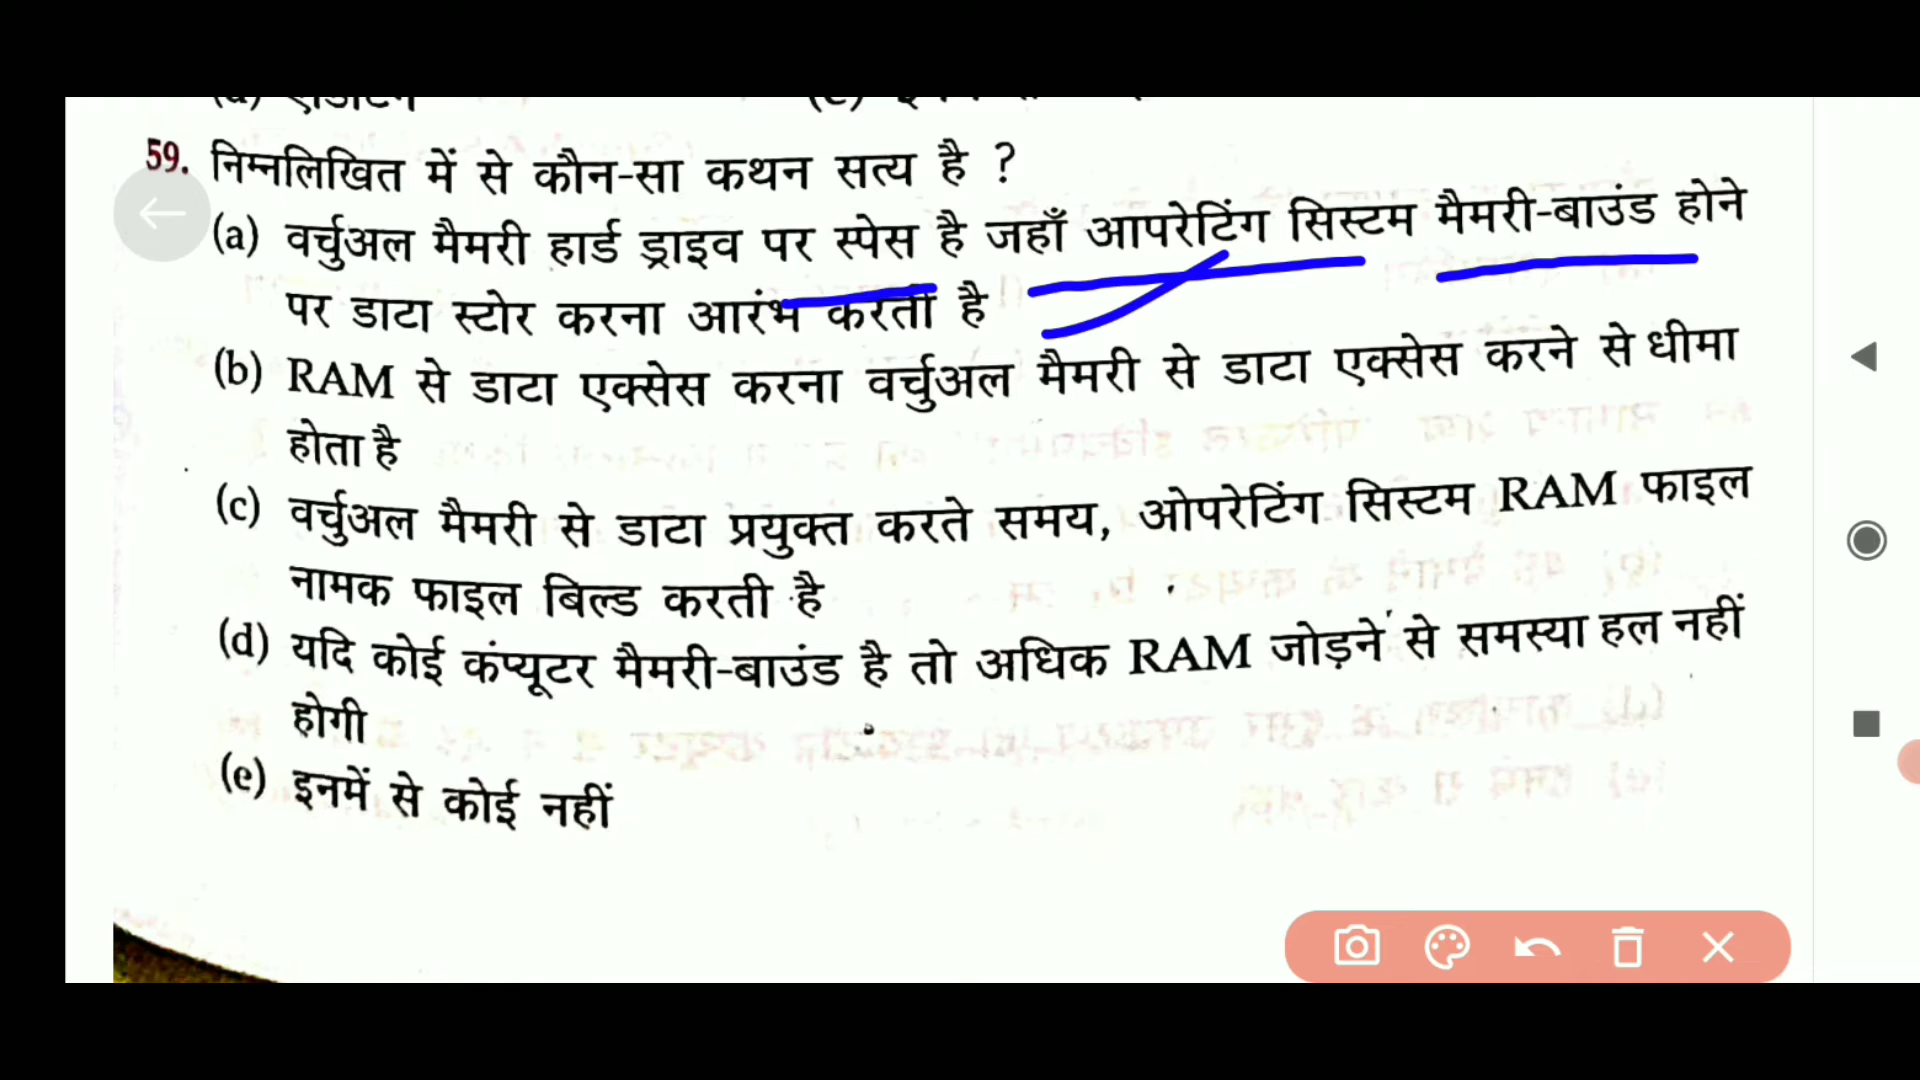 59. निम्नलिखित में से कौन-सा कथन सत्य है ?
(a) वर्चुअल मैमरी हार्ड ड्राइव पर स्पेस है जहाँ आपरेटिंग सिस्टम मैमरी-बाउंड होने
पर डाटा स्टोर करना आरंभ करती है
(b) RAM से डाटा एक्सेस करना वर्चुअल मैमरी से डाटा एक्सेस करने से धीमा
होता है
(c) वर्चुअल मैमरी से डाटा प्रयुक्त करते समय, ओपरेटिंग सिस्टम RAM फाइल
नामक फाइल बिल्ड करती है
(d) यदि कोई कंप्यूटर मैमरी-बाउंड है तो अधिक RAM जोड़ने से समस्या हल नहीं
होगी
(e) इनमें से कोई नहीं